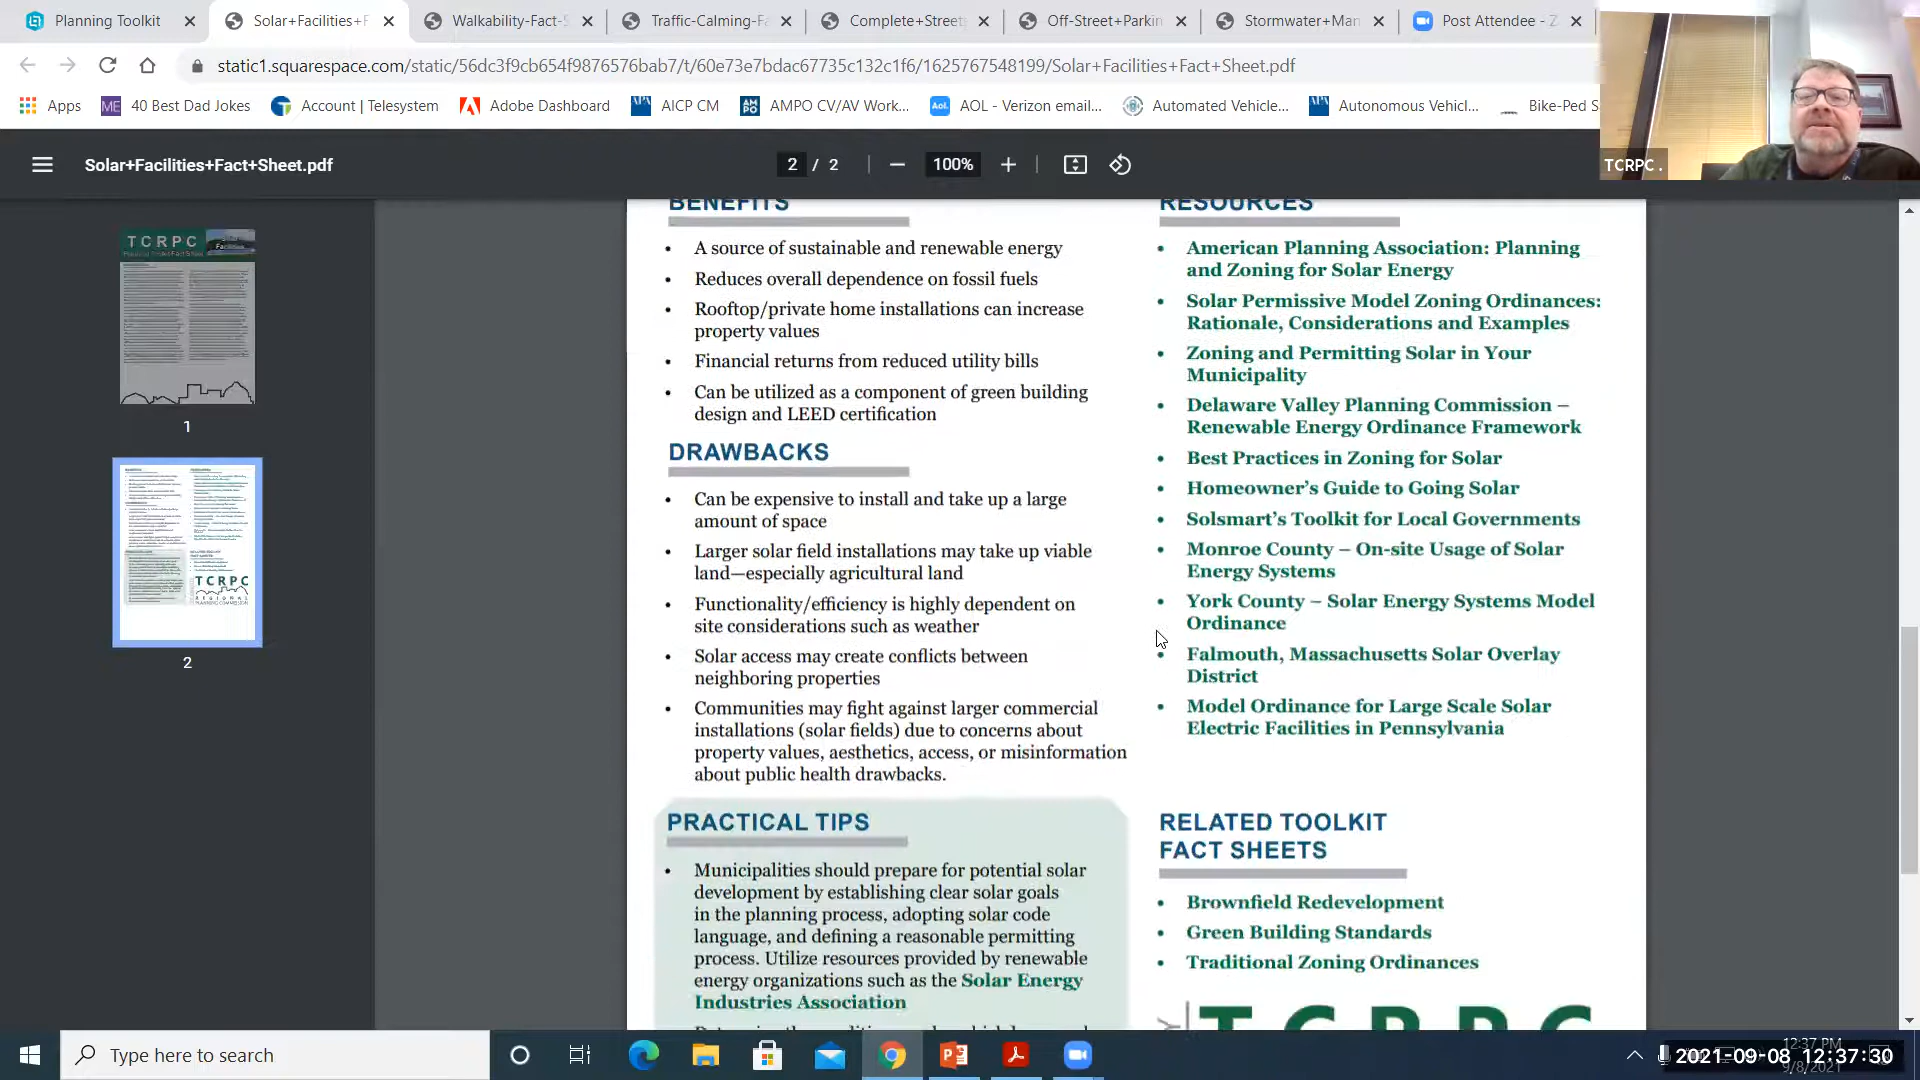 Planning Toolkit
Solar+Facilities+F
Walkability-Fact-S
Traffic-Calming-Fa
Complete+Streets
Off-Street+Parkin
Stormwater+Man
Post Attendee - Z
static1.squarespace.com/static/56dc3f9cb654f9876576bab7/t/60e73e7bdac67735c132c1f6/1625767548199/Solar+Facilities+Fact+Sheet.pdf
Apps
40 Best Dad Jokes
Account | Telesystem
Adobe Dashboard
AICP CM
AMPO CV/AV Work...
AOL - Verizon email...
Automated Vehicle...
Autonomous Vehicl...
Bike-Ped S
TCRPC .
Solar+Facilities+Fact+Sheet.pdf
2 / 2
100%
TCRPC
1
2
BENEFITS
• A source of sustainable and renewable energy
• Reduces overall dependence on fossil fuels
• Rooftop/private home installations can increase
property values
• Financial returns from reduced utility bills
• Can be utilized as a component of green building
design and LEED certification
DRAWBACKS
• Can be expensive to install and take up a large
amount of space
• Larger solar field installations may take up viable
land—especially agricultural land
• Functionality/efficiency is highly dependent on
site considerations such as weather
• Solar access may create conflicts between
neighboring properties
• Communities may fight against larger commercial
installations (solar fields) due to concerns about
property values, aesthetics, access, or misinformation
about public health drawbacks.
PRACTICAL TIPS
• Municipalities should prepare for potential solar
development by establishing clear solar goals
in the planning process, adopting solar code
language, and defining a reasonable permitting
process. Utilize resources provided by renewable
energy organizations such as the Solar Energy
Industries Association
RESOURCES
• American Planning Association: Planning
and Zoning for Solar Energy
• Solar Permissive Model Zoning Ordinances:
Rationale, Considerations and Examples
• Zoning and Permitting Solar in Your
Municipality
• Delaware Valley Planning Commission –
Renewable Energy Ordinance Framework
• Best Practices in Zoning for Solar
• Homeowner's Guide to Going Solar
• Solsmart's Toolkit for Local Governments
• Monroe County – On-site Usage of Solar
Energy Systems
• York County – Solar Energy Systems Model
Ordinance
• Falmouth, Massachusetts Solar Overlay
District
• Model Ordinance for Large Scale Solar
Electric Facilities in Pennsylvania
RELATED TOOLKIT
FACT SHEETS
• Brownfield Redevelopment
• Green Building Standards
• Traditional Zoning Ordinances
TCRPC
Type here to search
12:37 PM
2021-09-08 12:37:30
9/8/2021